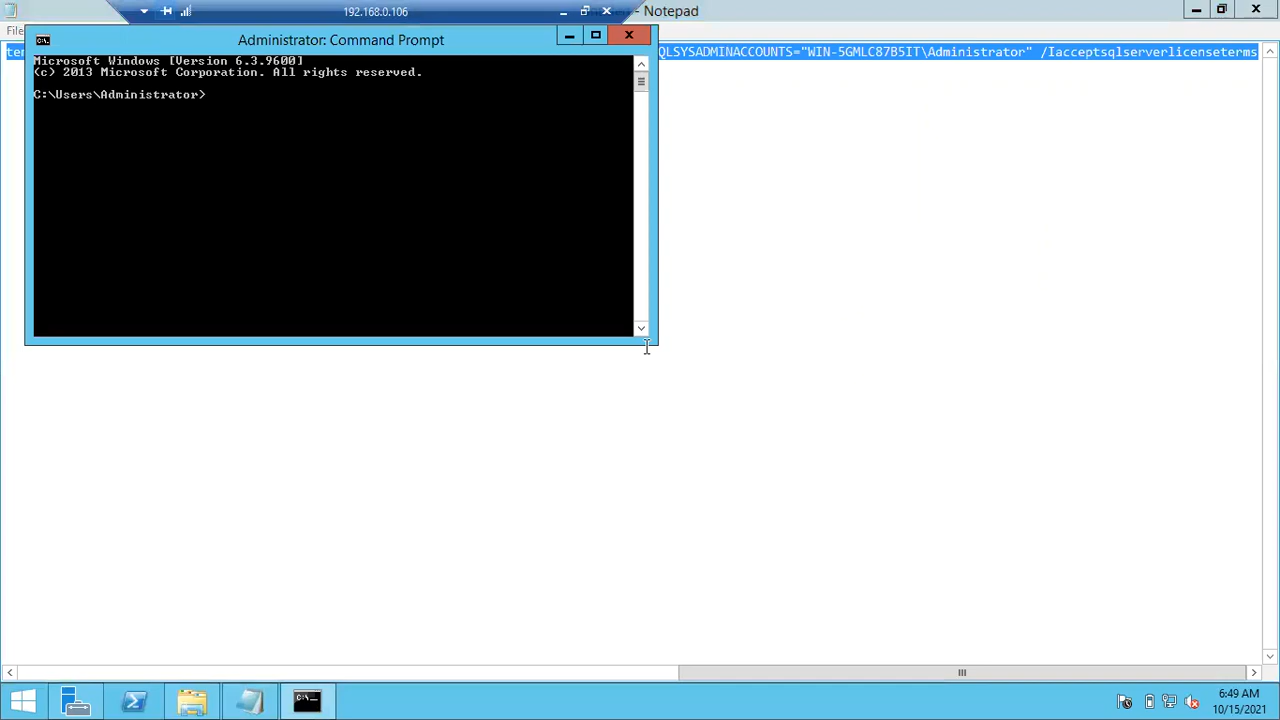 192.168.0.106
- Notepad
File
Administrator: Command Prompt
QLSYSADMINACCOUNTS="WIN-5GMLC87B5IT\Administrator" /Iacceptsqlserverlicenseterms
Microsoft Windows [Version 6.3
(c) 2013 Microsoft Corporation. All rights reserved.
C:\Users\Administrator>
6:49 AM
10/15/2021